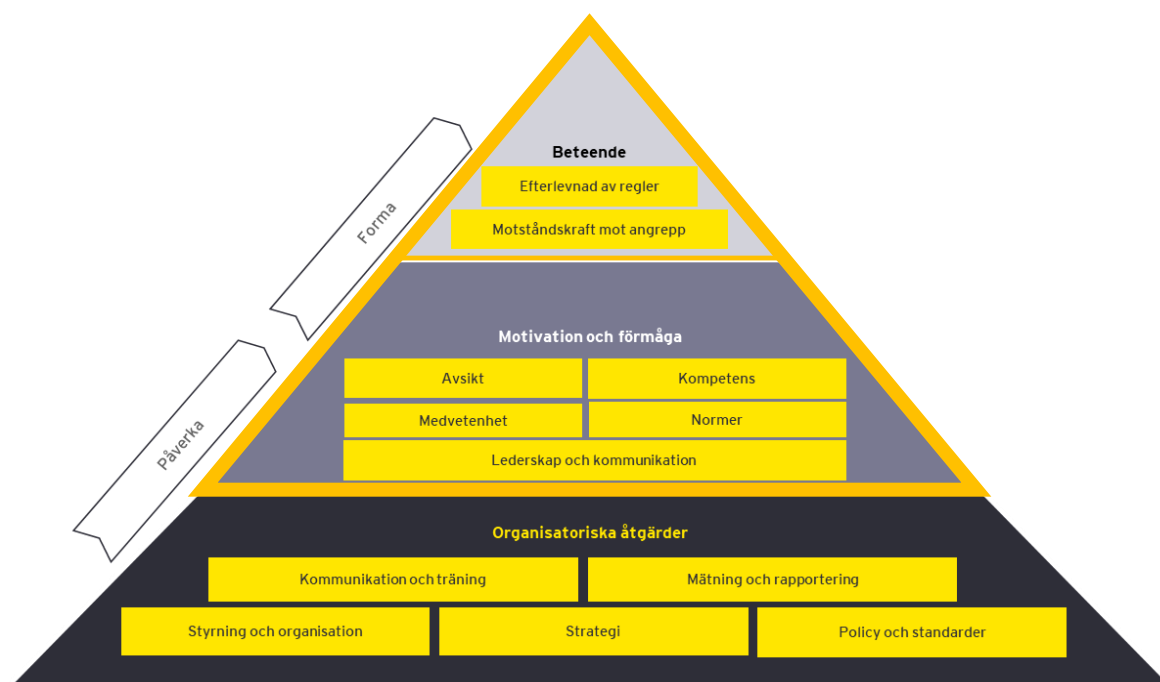 Beteende
Efterlevnad av regler
Motståndskraft mot angrepp
Forma
Motivation och förmåga
Avsikt
Kompetens
Medvetenhet
Normer
Lederskap och kommunikation
Påverka
Organisatoriska åtgärder
Kommunikation och träning
Mätning och rapportering
Styrning och organisation
Strategi
Policy och standarder